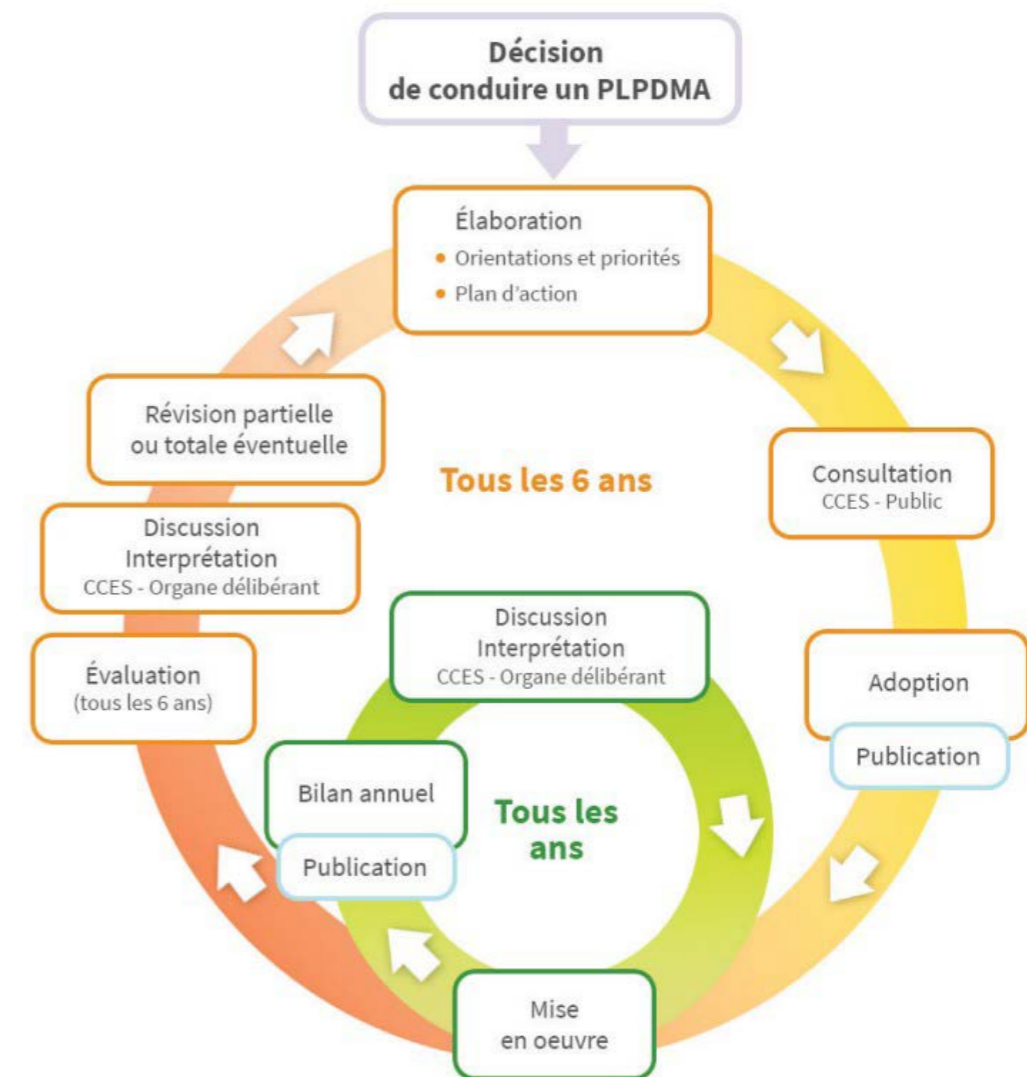 Décision
de conduire un PLPDMA
Élaboration
• Orientations et priorités
• Plan d'action
Révision partielle
ou totale éventuelle
Tous les 6 ans
Consultation
CCES - Public
Discussion
Interprétation
CCES - Organe délibérant
Discussion
Interprétation
CCES - Organe délibérant
Évaluation
(tous les 6 ans)
Adoption
Publication
Bilan annuel
Publication
Tous les
ans
Mise
en oeuvre